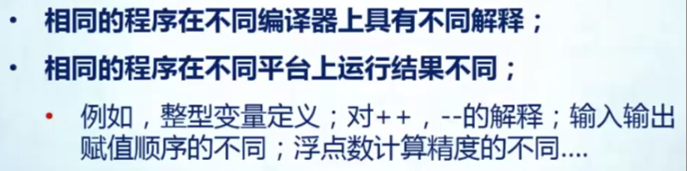 • 相同的程序在不同编译器上具有不同解释；
• 相同的程序在不同平台上运行结果不同；
• 例如，整型变量定义；对++，--的解释；输入输出
赋值顺序的不同；浮点数计算精度的不同....